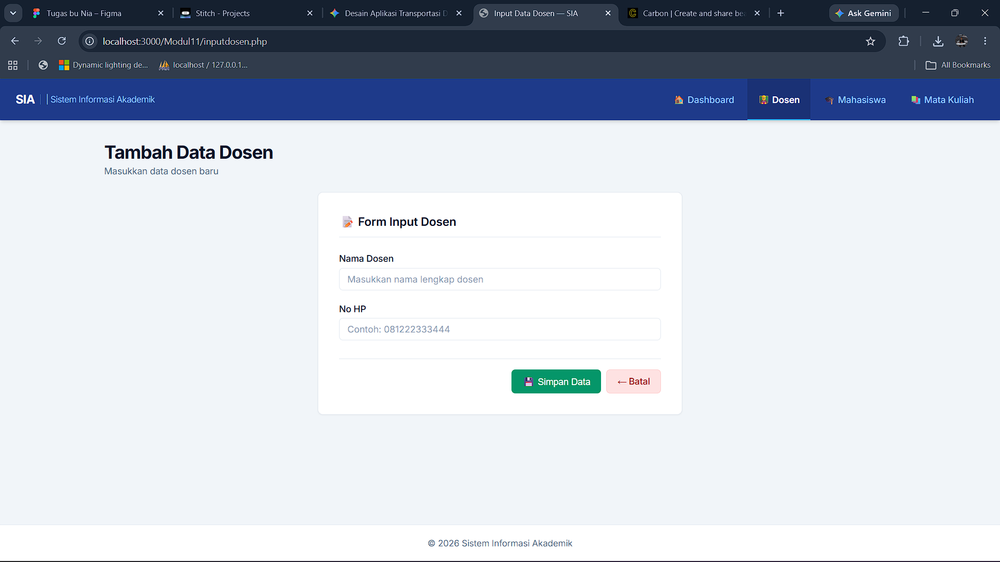 Tugas bu Nia – Figma
Stitch - Projects
Desain Aplikasi Transportasi D
Input Data Dosen — SIA
Carbon | Create and share bea
Ask Gemini
localhost:3000/Modul11/inputdosen.php
Dynamic lighting de...
localhost / 127.0.0.1...
All Bookmarks
SIA | Sistem Informasi Akademik
Dashboard
Dosen
Mahasiswa
Mata Kuliah
Tambah Data Dosen
Masukkan data dosen baru
Form Input Dosen
Nama Dosen
Masukkan nama lengkap dosen
No HP
Contoh: 081222333444
Simpan Data
← Batal
© 2026 Sistem Informasi Akademik